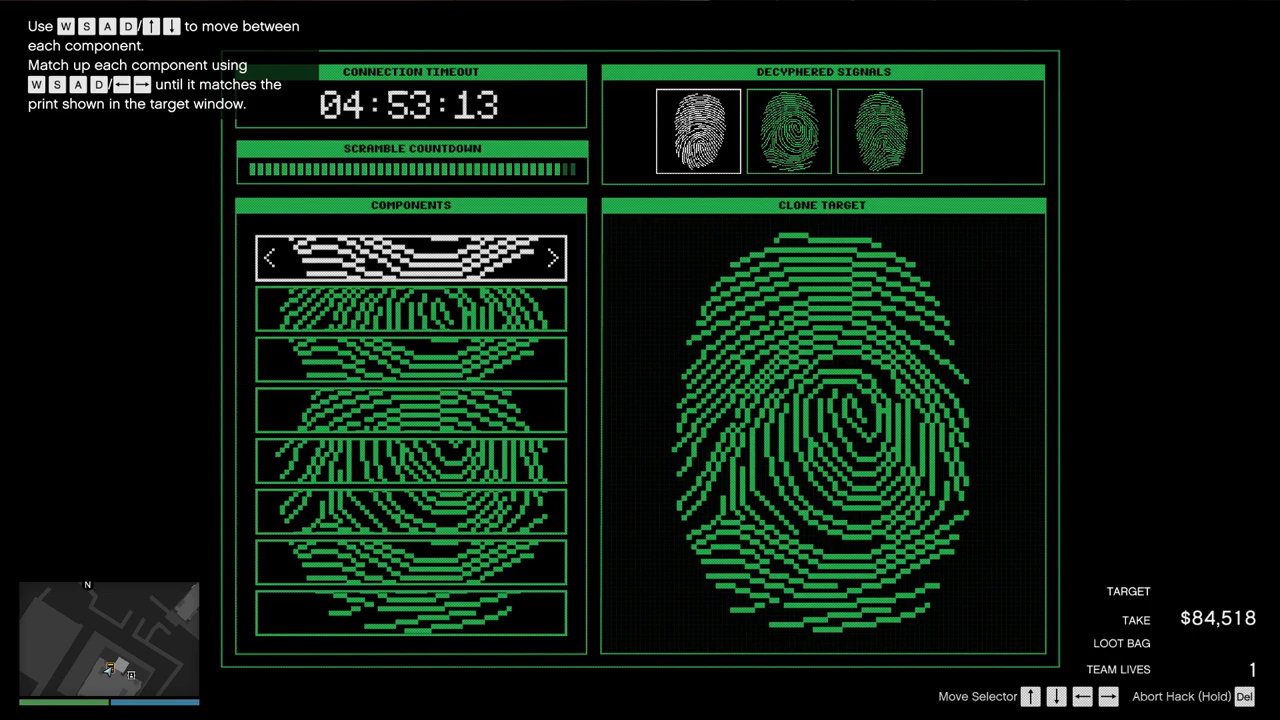 Use W S A D/↑ ↓ to move between
each component.
Match up each component using
W S A D/← → until it matches the
print shown in the target window.
CONNECTION TIMEOUT
04:53:13
SCRAMBLE COUNTDOWN
DECYPHERED SIGNALS
COMPONENTS
CLONE TARGET
N
TARGET
TAKE $84,518
LOOT BAG
TEAM LIVES 1
Move Selector ↑ ↓ ← → Abort Hack (Hold) Del